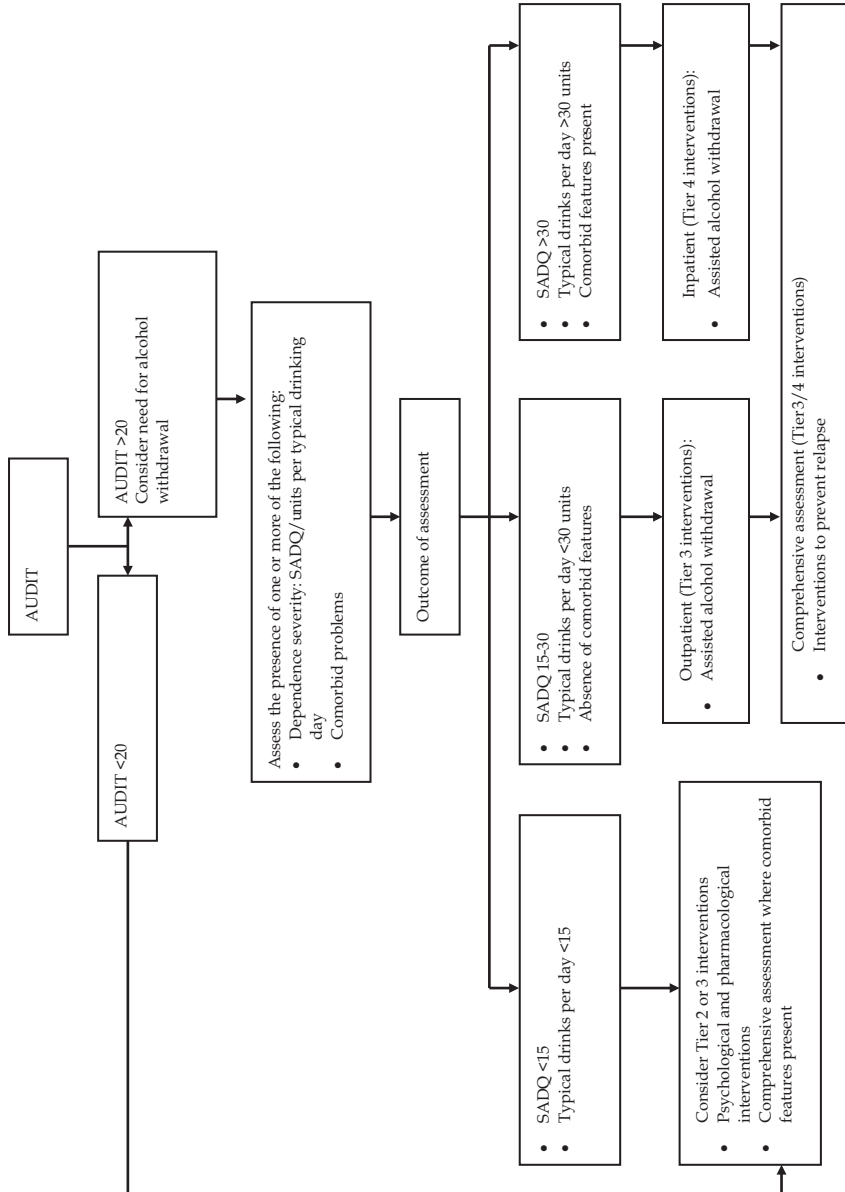 AUDIT
AUDIT <20
AUDIT >20
Consider need for alcohol
withdrawal
Assess the presence of one or more of the following:
• Dependence severity: SADQ/units per typical drinking
day
• Comorbid problems
Outcome of assessment
• SADQ <15
• Typical drinks per day <15
• SADQ 15-30
• Typical drinks per day <30 units
• Absence of comorbid features
• SADQ >30
• Typical drinks per day >30 units
• Comorbid features present
Consider Tier 2 or 3 interventions
• Psychological and pharmacological
interventions
• Comprehensive assessment where comorbid
features present
Outpatient (Tier 3 interventions):
• Assisted alcohol withdrawal
Inpatient (Tier 4 interventions):
• Assisted alcohol withdrawal
Comprehensive assessment (Tier3/4 interventions)
• Interventions to prevent relapse